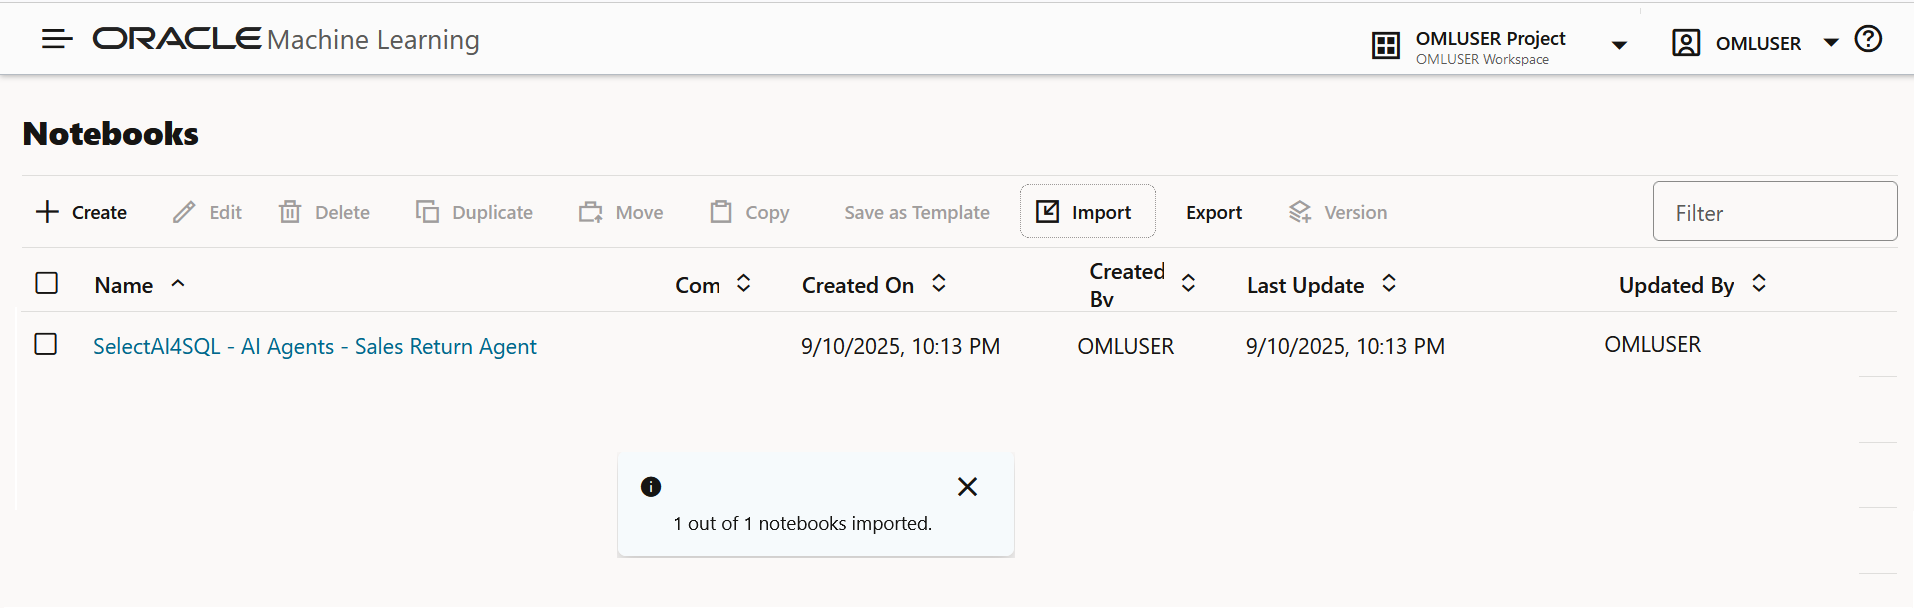 ORACLE Machine Learning
OMLUSER Project
OMLUSER Workspace
OMLUSER
Notebooks
Create Edit Delete Duplicate Move Copy Save as Template Import Export Version Filter
Name Com Created On Created By Last Update Updated By
SelectAI4SQL - AI Agents - Sales Return Agent 9/10/2025, 10:13 PM OMLUSER 9/10/2025, 10:13 PM OMLUSER
1 out of 1 notebooks imported.